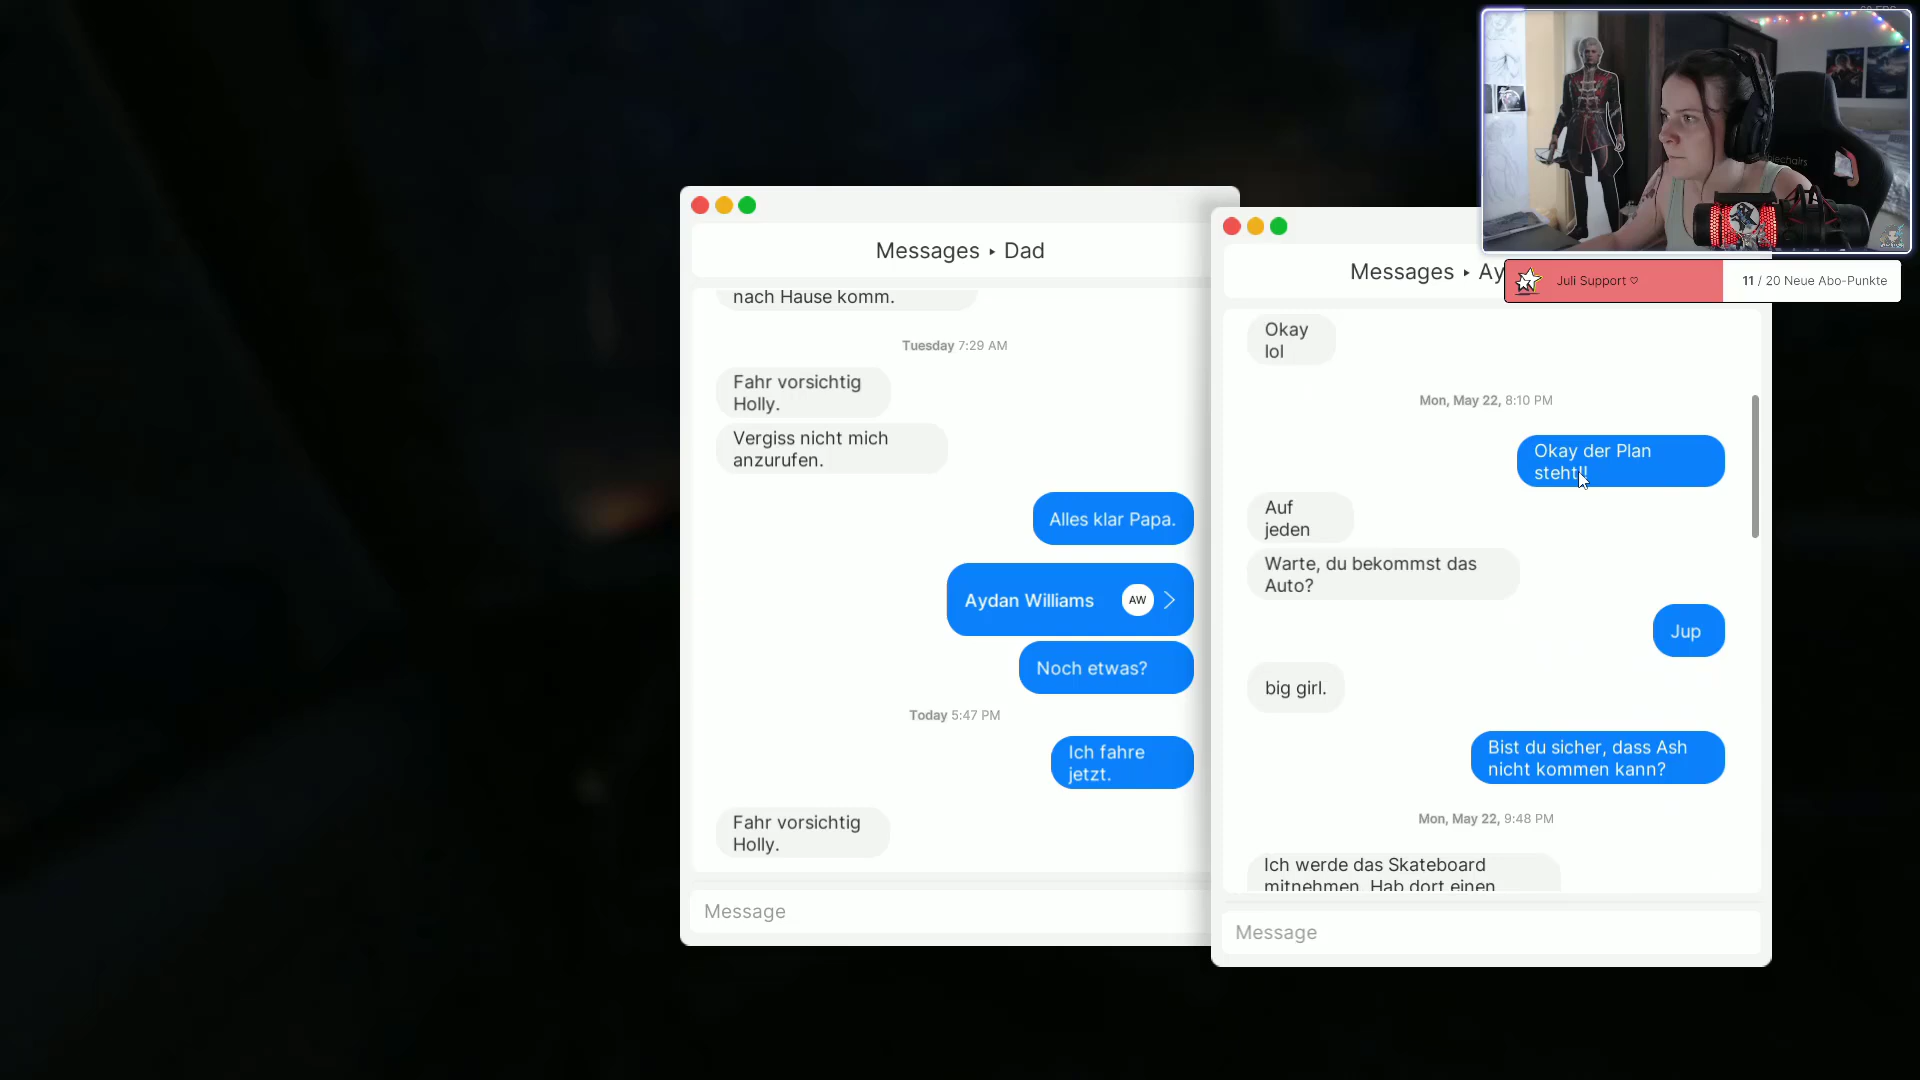 Messages ▸ Dad
nach Hause komm.
Tuesday 7:29 AM
Fahr vorsichtig
Holly.
Vergiss nicht mich
anzurufen.
Alles klar Papa.
Aydan Williams AW
Noch etwas?
Today 5:47 PM
Ich fahre
jetzt.
Fahr vorsichtig
Holly.
Message
Messages ▸ Ay
Okay
lol
Mon, May 22, 8:10 PM
Okay der Plan
steht!!
Auf
jeden
Warte, du bekommst das
Auto?
Jup
big girl.
Bist du sicher, dass Ash
nicht kommen kann?
Mon, May 22, 9:48 PM
Ich werde das Skateboard
mitnehmen. Hab dort einen
Message
Juli Support ♡
11 / 20 Neue Abo-Punkte